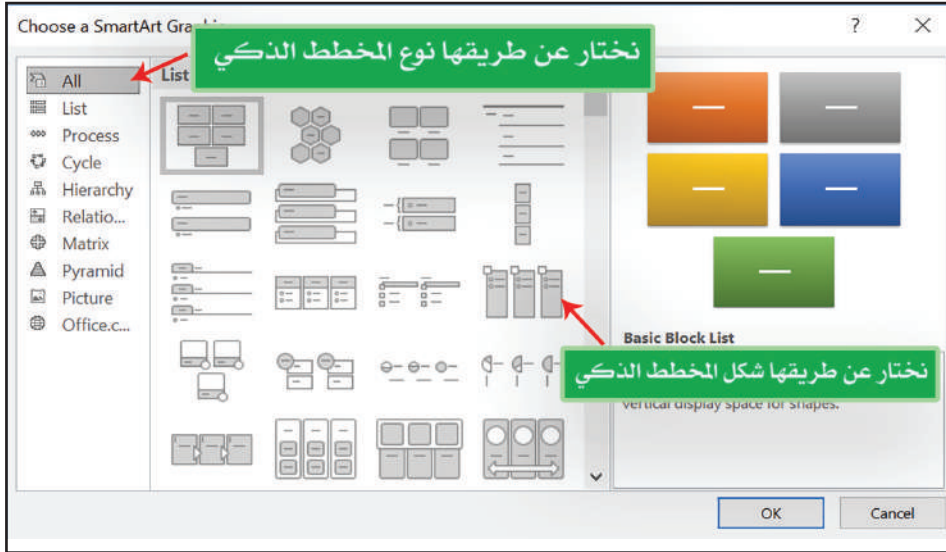 Choose a SmartArt
?
نختار عن طريقها نوع المخطط الذكي
All
List
Process
Cycle
Hierarchy
Relatio...
Matrix
Pyramid
Picture
Office.c...
List
Basic Block List
نختار عن طريقها شكل المخطط الذكي
vertical display space for shapes.
OK
Cancel